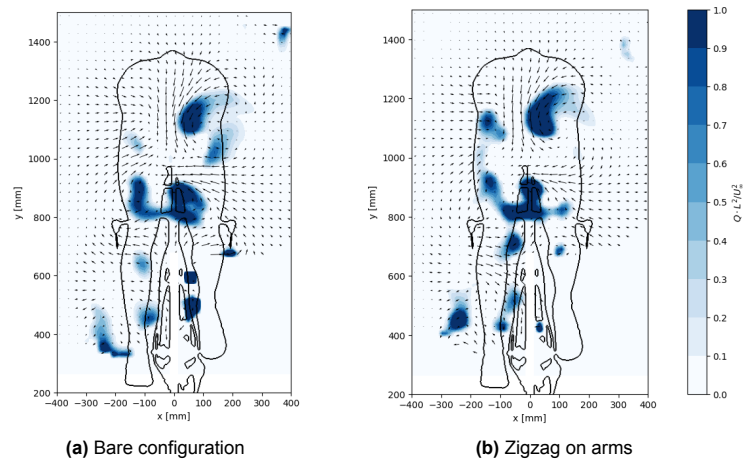 1400
1200
1000
800
600
400
200
y [mm]
−400 −300 −200 −100 0 100 200 300 400
x [mm]
(a) Bare configuration
1400
1200
1000
800
600
400
200
y [mm]
−400 −300 −200 −100 0 100 200 300 400
x [mm]
(b) Zigzag on arms
1.0
0.9
0.8
0.7
0.6
0.5
0.4
0.3
0.2
0.1
0.0
Q · L²/U²∞